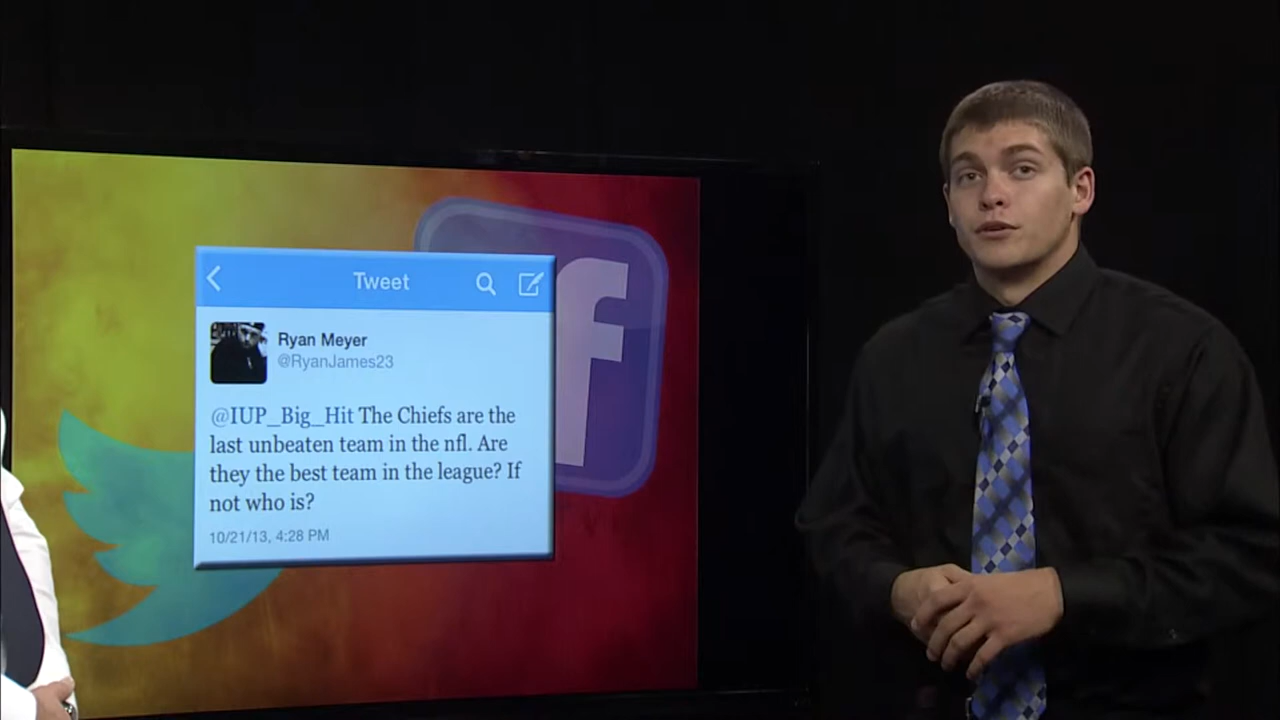 Tweet
Ryan Meyer
@RyanJames23
@IUP_Big_Hit The Chiefs are the
last unbeaten team in the nfl. Are
they the best team in the league? If
not who is?
10/21/13, 4:28 PM
f